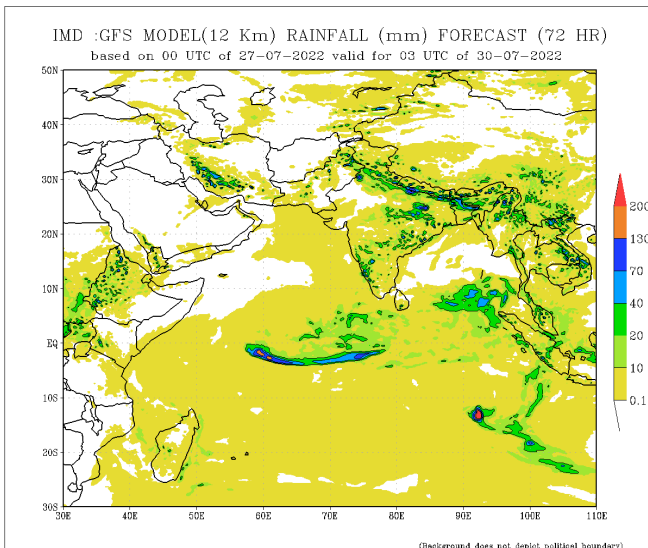 IMD :GFS MODEL(12 Km) RAINFALL (mm) FORECAST (72 HR)
based on 00 UTC of 27-07-2022 valid for 03 UTC of 30-07-2022
50N
40N
30N
20N
10N
EQ
10S
20S
30S
30E 40E 50E 60E 70E 80E 90E 100E 110E
200
130
70
40
20
10
0.1
(Background does not depict political boundary)